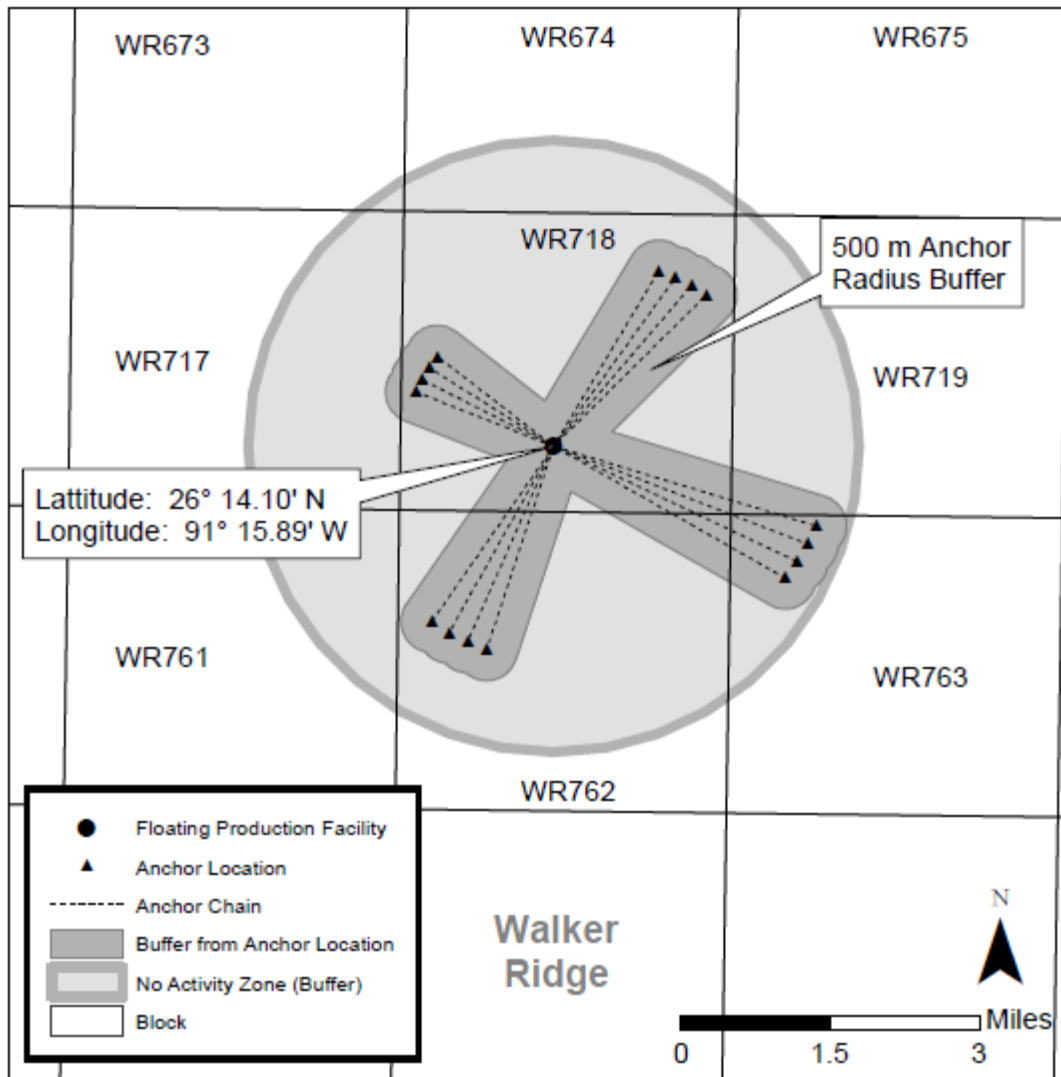 WR673
WR674
WR675
WR718
500 m Anchor
Radius Buffer
WR717
WR719
Lattitude: 26° 14.10' N
Longitude: 91° 15.89' W
WR761
WR763
WR762
Floating Production Facility
Anchor Location
Anchor Chain
Buffer from Anchor Location
No Activity Zone (Buffer)
Block
Walker
Ridge
N
Miles
0 1.5 3